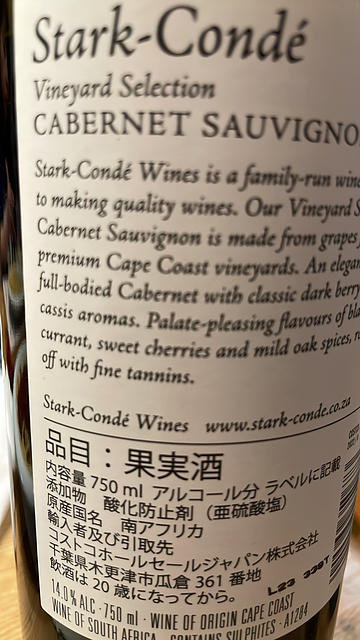 Stark-Condé
Vineyard Selection
CABERNET SAUVIGNO
Stark-Condé Wines is a family-run wine
to making quality wines. Our Vineyard S
Cabernet Sauvignon is made from grapes
premium Cape Coast vineyards. An elegan
full-bodied Cabernet with classic dark berry
cassis aromas. Palate-pleasing flavours of bla
currant, sweet cherries and mild oak spices, r
off with fine tannins.
Stark-Condé Wines www.stark-conde.co.za
品目：果実酒
内容量 750 ml アルコール分 ラベルに記載
添加物 酸化防止剤（亜硫酸塩）
原産国名 南アフリカ
輸入者及び引取先
コストコホールセールジャパン株式会社
千葉県木更津市瓜倉 361 番地
飲酒は 20 歳になってから。
L23
14.0% ALC · 750 ml · WINE OF ORIGIN CAPE COAST
WINE OF SOUTH AFRICA · CONTAINS SULPHITES · A1284